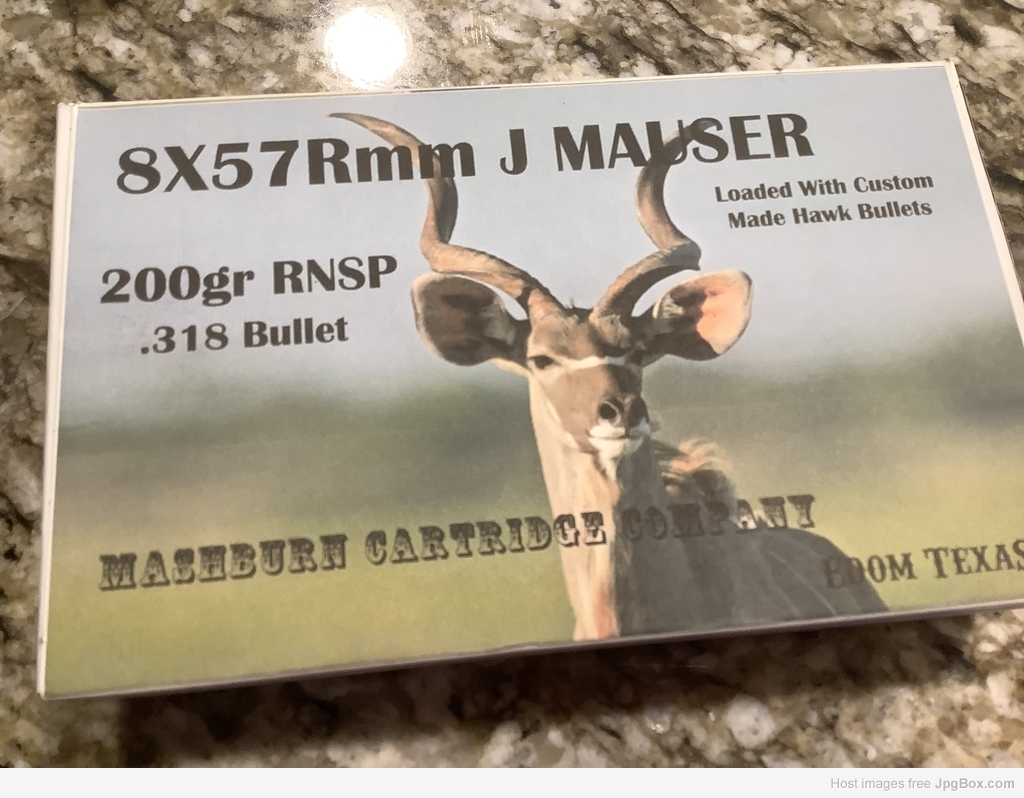 8X57Rmm J MAUSER
Loaded With Custom
Made Hawk Bullets
200gr RNSP
.318 Bullet
MASHBURN CARTRIDGE COMPANY
EDOM TEXAS
Host images free JpgBox.com